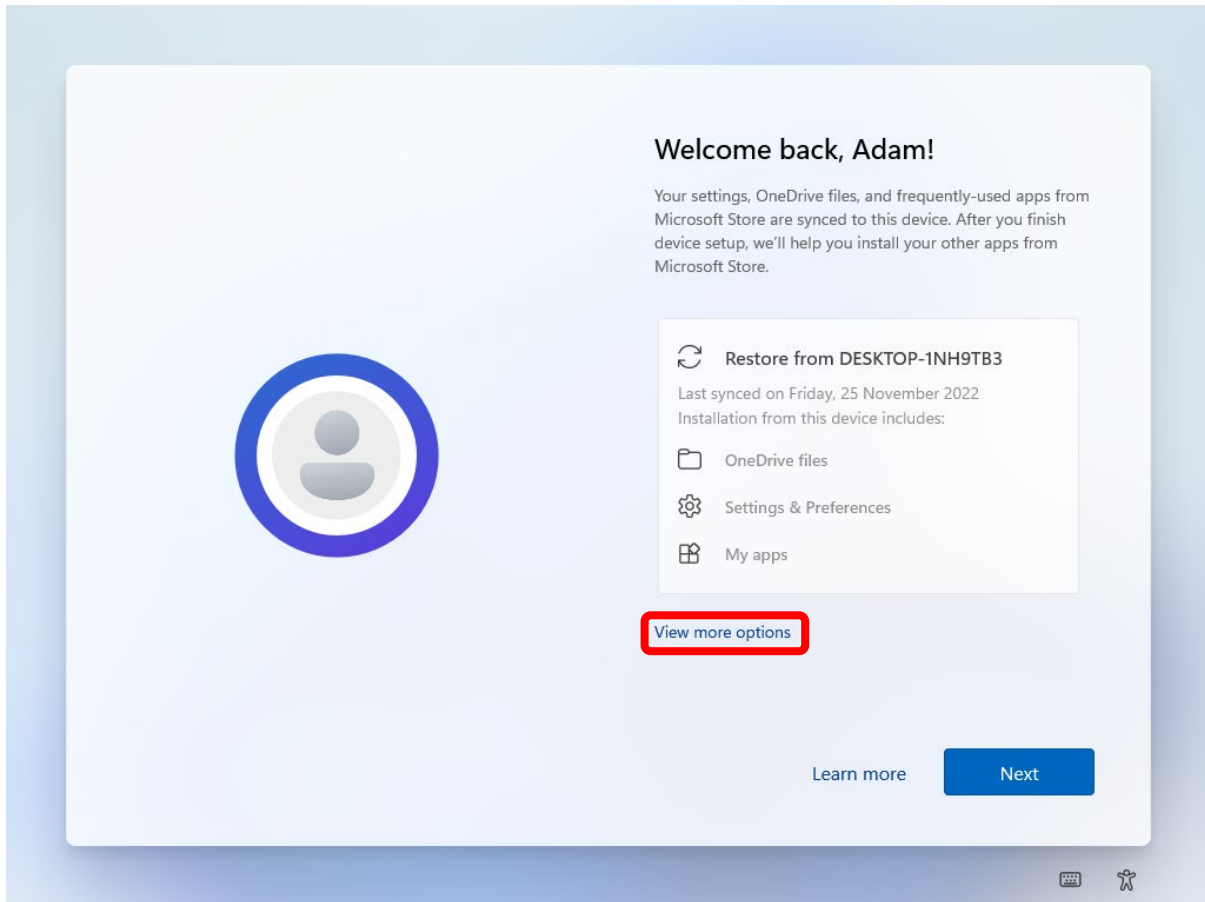 Welcome back, Adam!
Your settings, OneDrive files, and frequently-used apps from
Microsoft Store are synced to this device. After you finish
device setup, we'll help you install your other apps from
Microsoft Store.
Restore from DESKTOP-1NH9TB3
Last synced on Friday, 25 November 2022
Installation from this device includes:
OneDrive files
Settings & Preferences
My apps
View more options
Learn more
Next